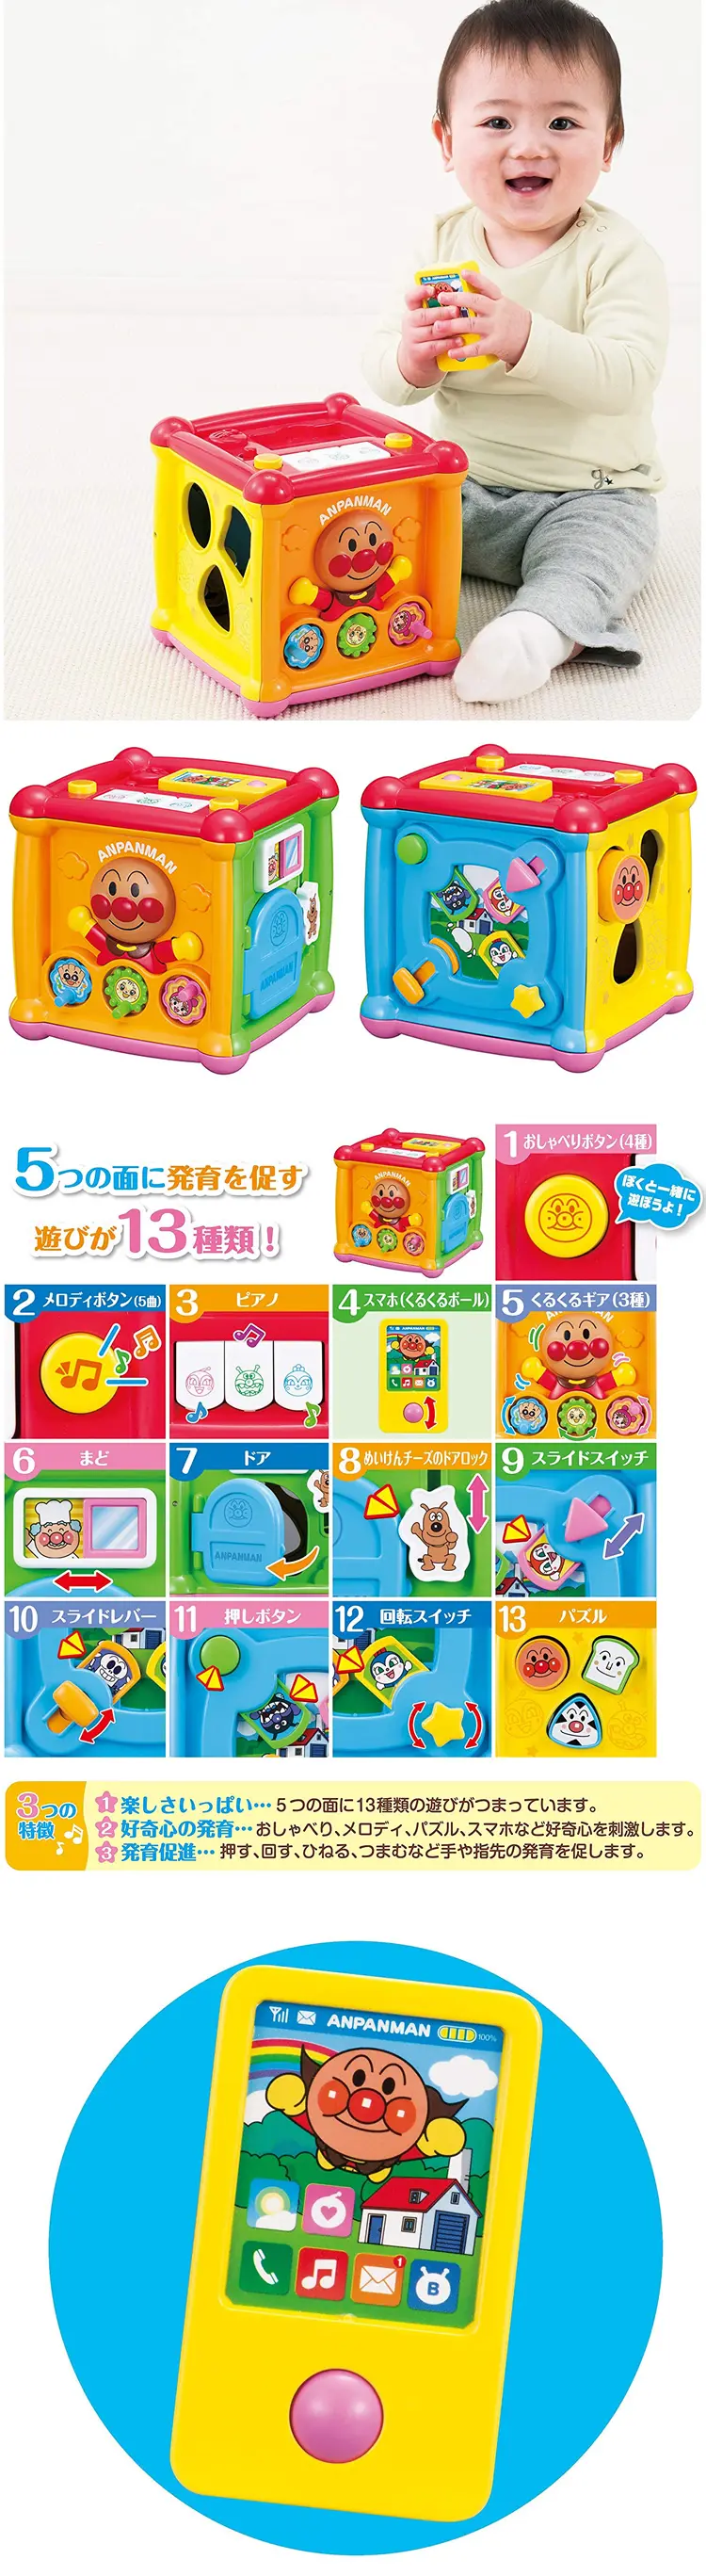 ANPANMAN
ANPANMAN
ANPANMAN
5つの面に発育を促す
遊びが13種類！
ANPANMAN
1 おしゃべりボタン(4種)
ぼくと一緒に
遊ぼうよ！
2 メロディボタン(5曲)
3 ピアノ
4 スマホ(くるくるボール)
ANPANMAN
5 くるくるギア(3種)
6 まど
7 ドア
ANPANMAN
8 めいけんチーズのドアロック
9 スライドスイッチ
10 スライドレバー
11 押しボタン
12 回転スイッチ
13 パズル
3つの
特徴
1 楽しさいっぱい… 5つの面に13種類の遊びがつまっています。
2 好奇心の発育… おしゃべり、メロディ、パズル、スマホなど好奇心を刺激します。
3 発育促進… 押す、回す、ひねる、つまむなど手や指先の発育を促します。
ANPANMAN 100%
1
B